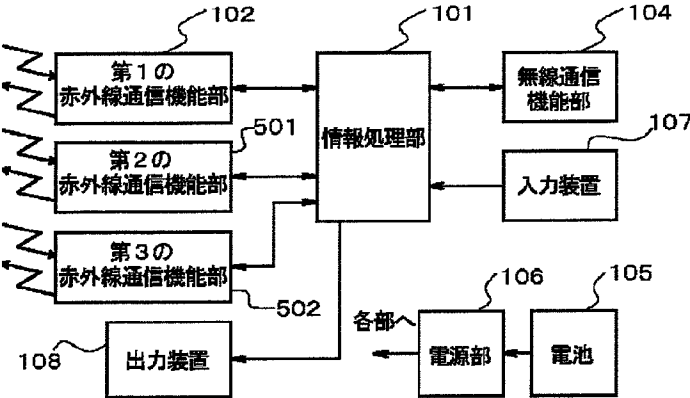 102
101
104
第1の
赤外線通信機能部
情報処理部
無線通信
機能部
501
107
第2の
赤外線通信機能部
入力装置
第3の
赤外線通信機能部
502
106
105
各部へ
108
出力装置
電源部
電池